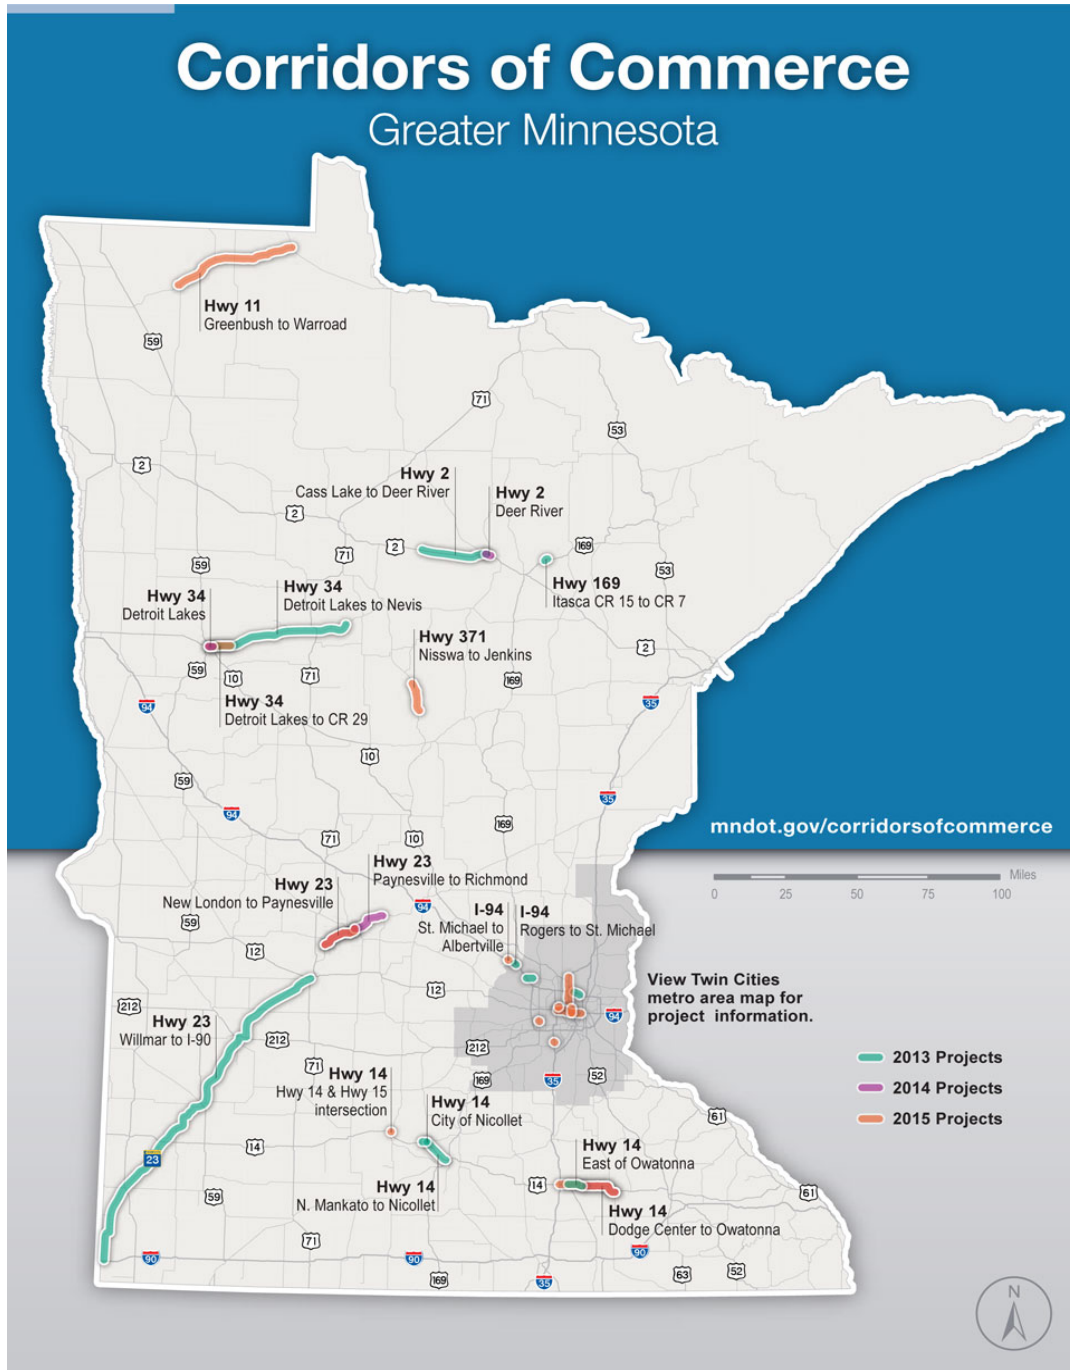 Corridors of Commerce
Greater Minnesota
Hwy 11
Greenbush to Warroad
59
71
53
2
Hwy 2
Cass Lake to Deer River
Hwy 2
Deer River
2
2
169
71
59
53
Hwy 169
Itasca CR 15 to CR 7
Hwy 34
Detroit Lakes
Hwy 34
Detroit Lakes to Nevis
Hwy 371
Nisswa to Jenkins
2
59
10
71
169
Hwy 34
Detroit Lakes to CR 29
94
35
10
59
35
94
71
10
169
mndot.gov/corridorsofcommerce
Miles
0
25
50
75
100
Hwy 23
Paynesville to Richmond
Hwy 23
New London to Paynesville
94
I-94
St. Michael to
Albertville
I-94
Rogers to St. Michael
59
12
12
View Twin Cities
metro area map for
project information.
212
94
Hwy 23
Willmar to I-90
212
212
71
169
35
52
2013 Projects
2014 Projects
2015 Projects
Hwy 14
Hwy 14 & Hwy 15
intersection
Hwy 14
City of Nicollet
61
14
23
Hwy 14
East of Owatonna
Hwy 14
N. Mankato to Nicollet
14
59
61
Hwy 14
Dodge Center to Owatonna
71
90
90
90
169
35
63
52
N